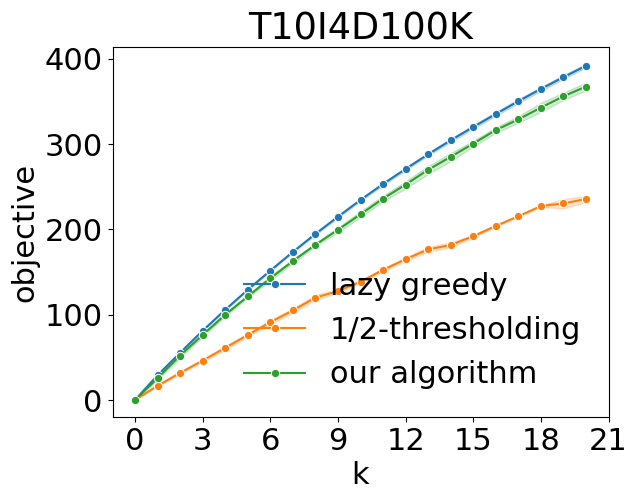 T10I4D100K
objective
400
300
200
100
0
lazy greedy
1/2-thresholding
our algorithm
0 3 6 9 12 15 18 21
k